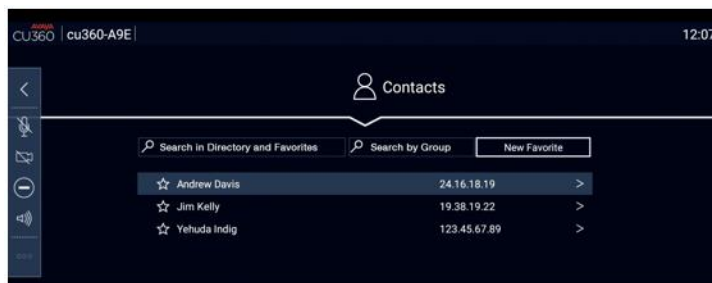 AVAYA
CU360 cu360-A9E 12:07
Contacts
Search in Directory and Favorites Search by Group New Favorite
Andrew Davis 24.16.18.19 >
Jim Kelly 19.38.19.22 >
Yehuda Indig 123.45.67.89 >